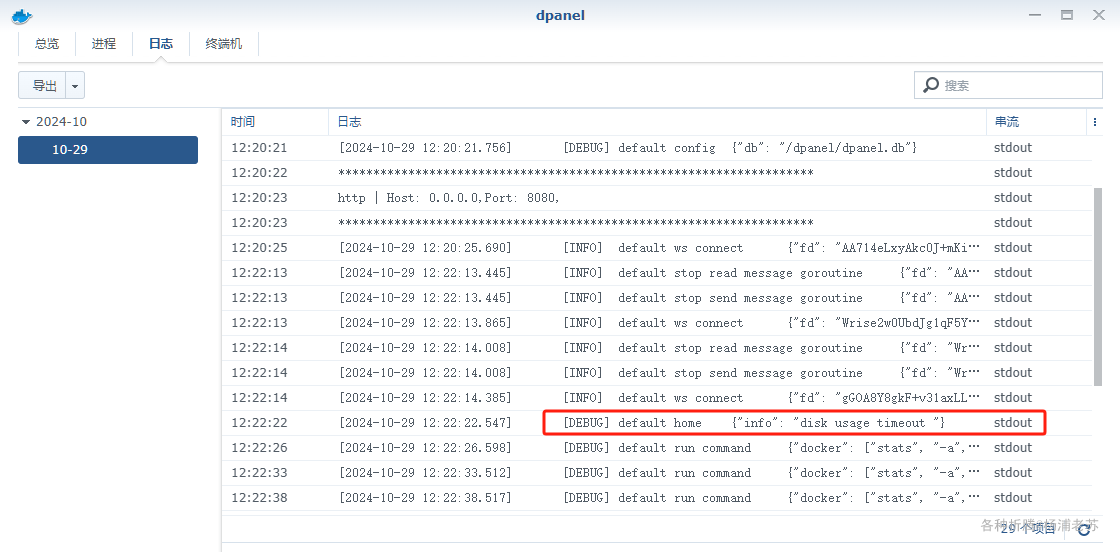 dpanel
总览 进程 日志 终端机
导出 搜索
2024-10
10-29
时间 日志 串流
12:20:21 [2024-10-29 12:20:21.756] [DEBUG] default config {"db": "/dpanel/dpanel.db"} stdout
12:20:22 ******************************************************************** stdout
12:20:23 http | Host: 0.0.0.0,Port: 8080, stdout
12:20:23 ******************************************************************** stdout
12:20:25 [2024-10-29 12:20:25.690] [INFO] default ws connect {"fd": "AA714eLxyAkcOJ+mKi… stdout
12:22:13 [2024-10-29 12:22:13.445] [INFO] default stop read message goroutine {"fd": "AA… stdout
12:22:13 [2024-10-29 12:22:13.445] [INFO] default stop send message goroutine {"fd": "AA… stdout
12:22:13 [2024-10-29 12:22:13.865] [INFO] default ws connect {"fd": "Wrise2w0UbdJg1qF5Y… stdout
12:22:14 [2024-10-29 12:22:14.008] [INFO] default stop read message goroutine {"fd": "Wr… stdout
12:22:14 [2024-10-29 12:22:14.008] [INFO] default stop send message goroutine {"fd": "Wr… stdout
12:22:14 [2024-10-29 12:22:14.385] [INFO] default ws connect {"fd": "gGOA8Y8gkF+v31axLL… stdout
12:22:22 [2024-10-29 12:22:22.547] [DEBUG] default home {"info": "disk usage timeout "} stdout
12:22:26 [2024-10-29 12:22:26.598] [DEBUG] default run command {"docker": ["stats", "-a",… stdout
12:22:33 [2024-10-29 12:22:33.512] [DEBUG] default run command {"docker": ["stats", "-a",… stdout
12:22:38 [2024-10-29 12:22:38.517] [DEBUG] default run command {"docker": ["stats", "-a",… stdout
29 个项目